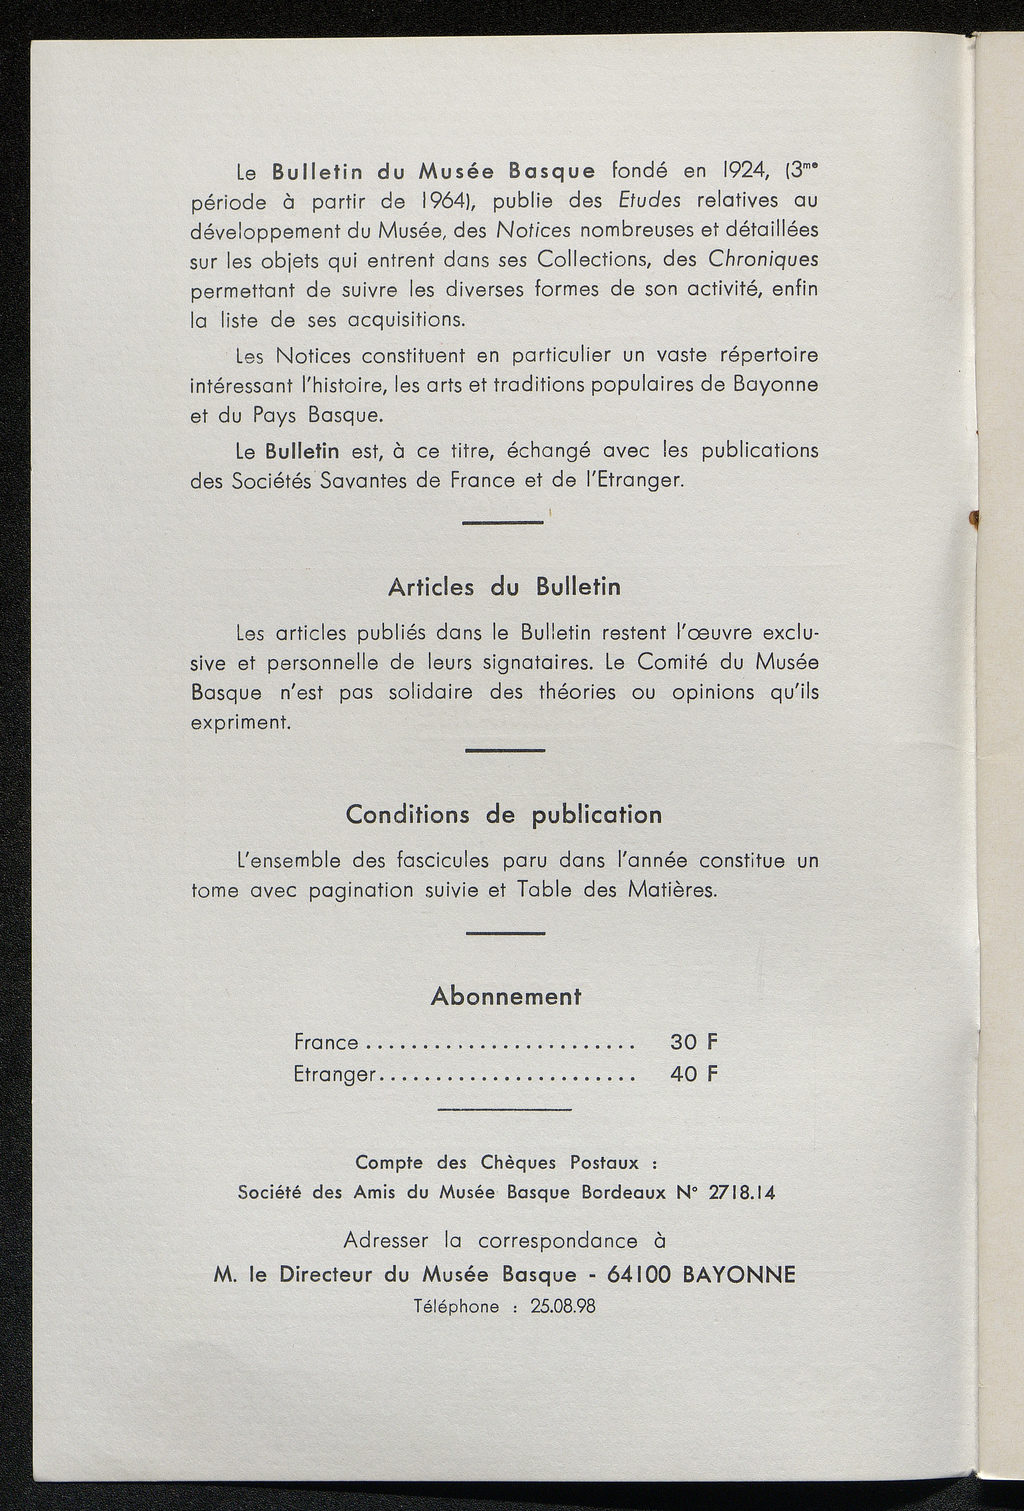 Le Bulletin du Musée Basque fondé en 1924, (3me
période à partir de 1964), publie des Etudes relatives au
développement du Musée, des Notices nombreuses et détaillées
sur les objets qui entrent dans ses Collections, des Chroniques
permettant de suivre les diverses formes de son activité, enfin
la liste de ses acquisitions.
Les Notices constituent en particulier un vaste répertoire
intéressant l'histoire, les arts et traditions populaires de Bayonne
et du Pays Basque.
Le Bulletin est, à ce titre, échangé avec les publications
des Sociétés Savantes de France et de l'Etranger.
Articles du Bulletin
Les articles publiés dans le Bulletin restent l'œuvre exclu-
sive et personnelle de leurs signataires. Le Comité du Musée
Basque n'est pas solidaire des théories ou opinions qu'ils
expriment.
Conditions de publication
L'ensemble des fascicules paru dans l'année constitue un
tome avec pagination suivie et Table des Matières.
Abonnement
France ........................ 30 F
Etranger....................... 40 F
Compte des Chèques Postaux :
Société des Amis du Musée Basque Bordeaux N° 2718.14
Adresser la correspondance à
M. le Directeur du Musée Basque - 64100 BAYONNE
Téléphone : 25.08.98